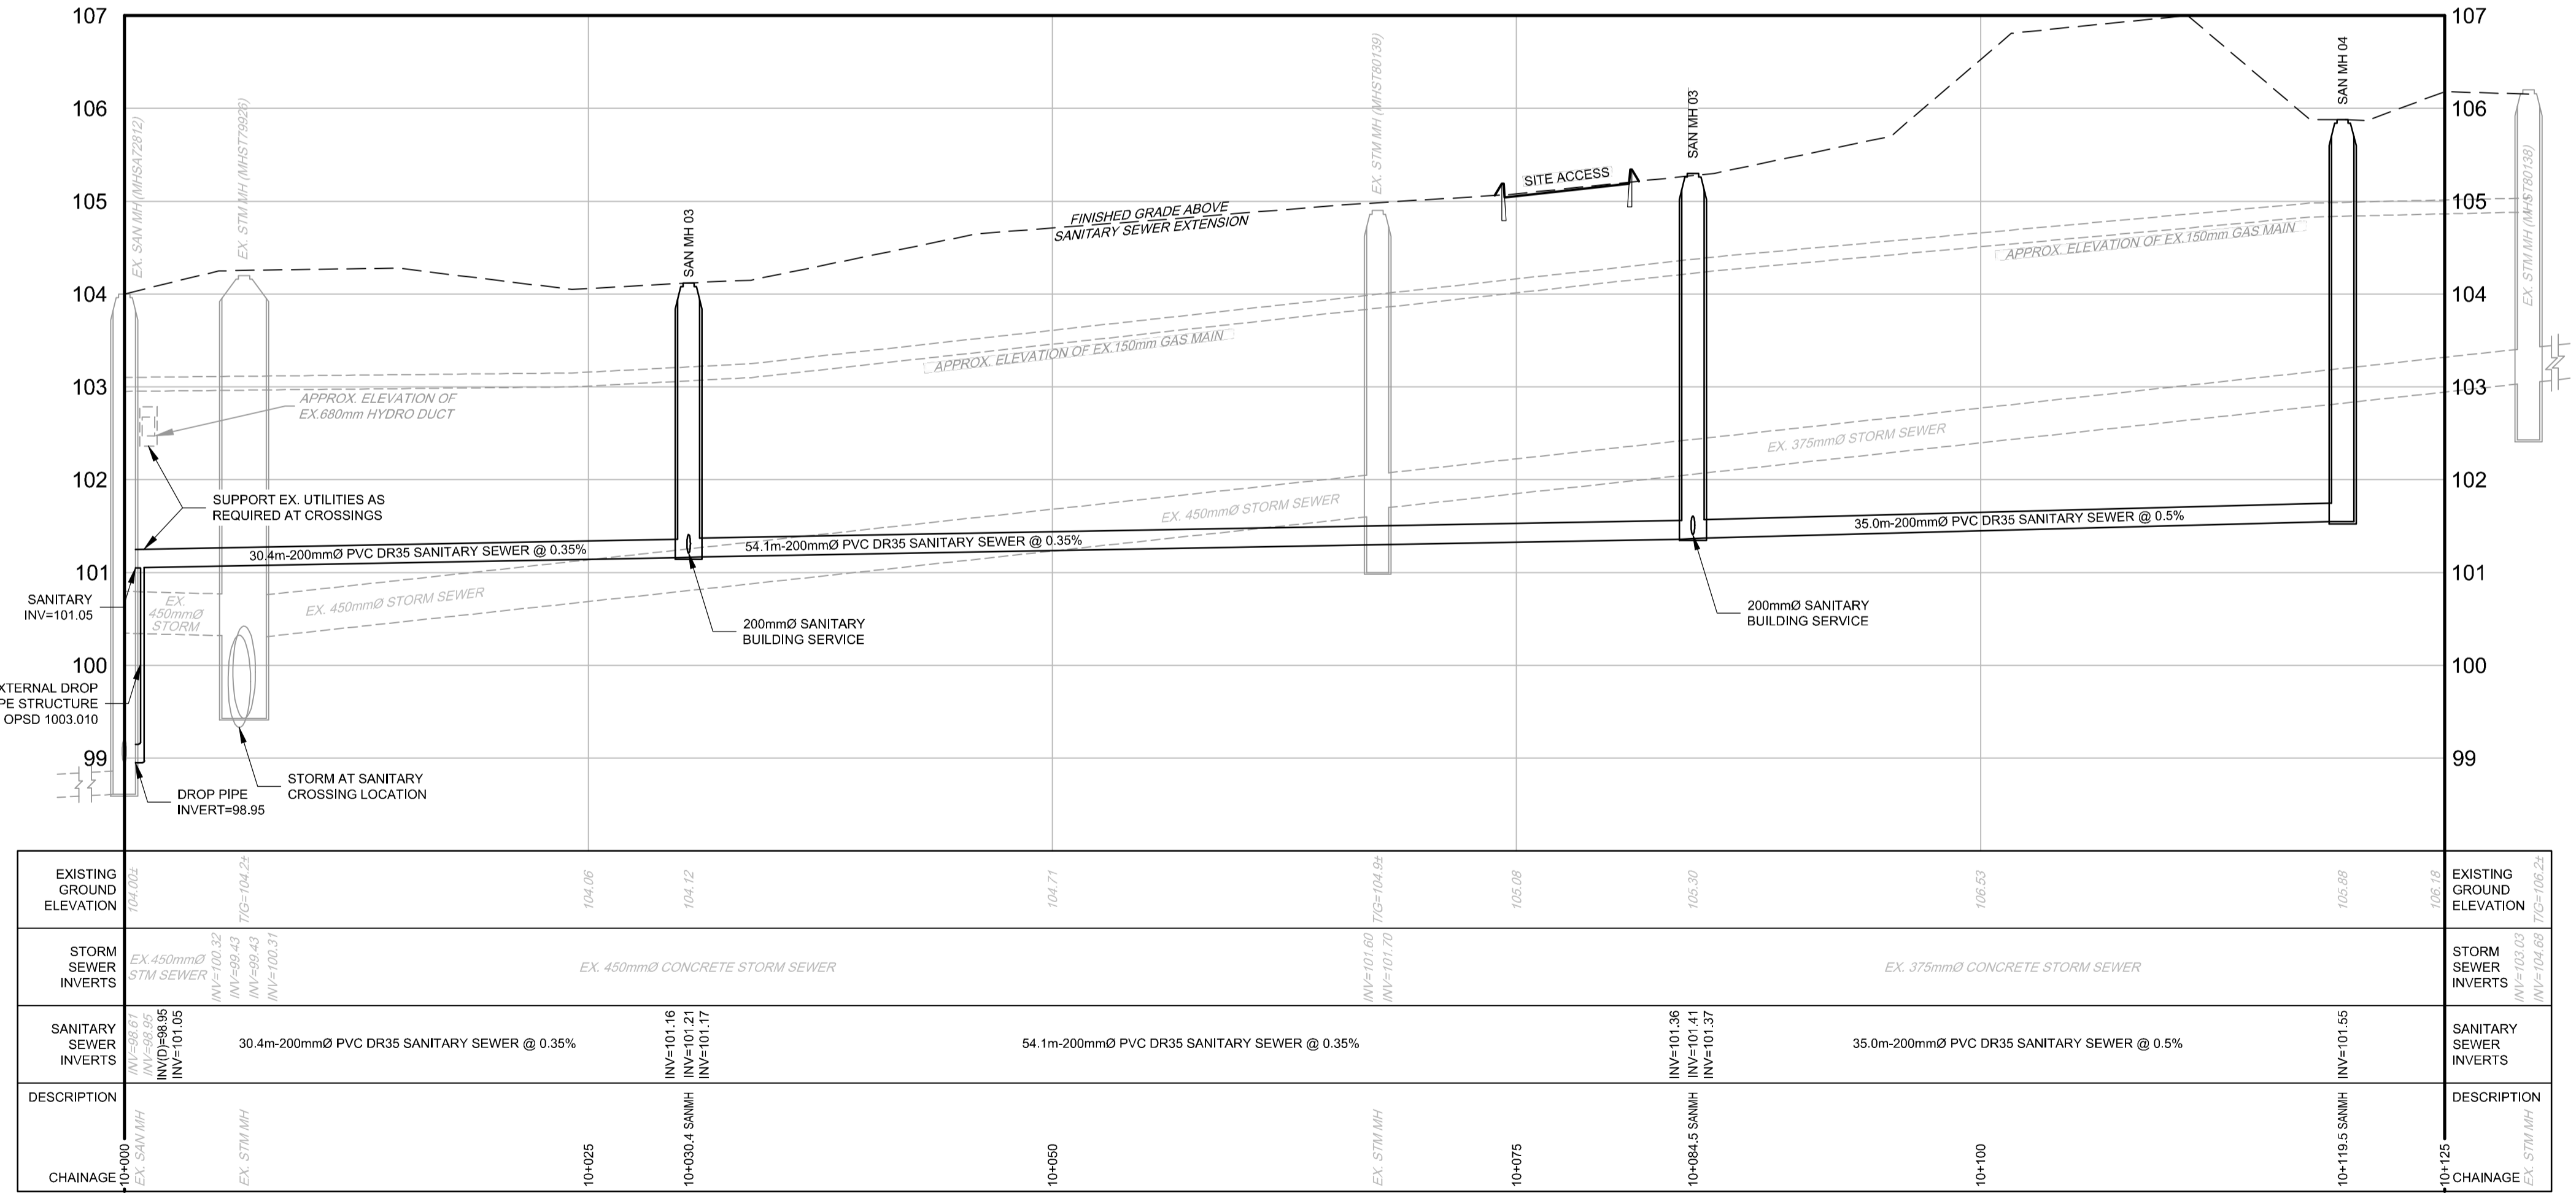 107
107
106
106
105
105
104
104
103
103
102
102
101
101
100
100
99
99
EX. SAN MH (MHSA72812)
EX. STM MH (MHST79926)
SAN MH 03
EX. STM MH (MHST80139)
SAN MH 03
SAN MH 04
EX. STM MH (MHST80138)
SITE ACCESS
FINISHED GRADE ABOVE
SANITARY SEWER EXTENSION
APPROX. ELEVATION OF EX.150mm GAS MAIN
APPROX. ELEVATION OF EX.150mm GAS MAIN
APPROX. ELEVATION OF
EX.680mm HYDRO DUCT
SUPPORT EX. UTILITIES AS
REQUIRED AT CROSSINGS
EX. 375mmØ STORM SEWER
EX. 450mmØ STORM SEWER
30.4m-200mmØ PVC DR35 SANITARY SEWER @ 0.35%
54.1m-200mmØ PVC DR35 SANITARY SEWER @ 0.35%
35.0m-200mmØ PVC DR35 SANITARY SEWER @ 0.5%
SANITARY
INV=101.05
EX.
450mmØ
STORM
EX. 450mmØ STORM SEWER
200mmØ SANITARY
BUILDING SERVICE
200mmØ SANITARY
BUILDING SERVICE
XTERNAL DROP
PE STRUCTURE
OPSD 1003.010
DROP PIPE
INVERT=98.95
STORM AT SANITARY
CROSSING LOCATION
EXISTING
GROUND
ELEVATION
104.00±
T/G=104.2±
104.06
104.12
104.71
T/G=104.9±
105.08
105.30
106.53
105.88
106.18
EXISTING
GROUND
ELEVATION
T/G=106.2±
STORM
SEWER
INVERTS
EX.450mmØ
STM SEWER
INV=100.32
INV=99.43
INV=99.43
INV=100.31
EX. 450mmØ CONCRETE STORM SEWER
INV=101.60
INV=101.70
EX. 375mmØ CONCRETE STORM SEWER
STORM
SEWER
INVERTS
INV=103.03
INV=104.68
SANITARY
SEWER
INVERTS
INV=98.61
INV=98.95
INV(D)=98.95
INV=101.05
30.4m-200mmØ PVC DR35 SANITARY SEWER @ 0.35%
INV=101.16
INV=101.21
INV=101.17
54.1m-200mmØ PVC DR35 SANITARY SEWER @ 0.35%
INV=101.36
INV=101.41
INV=101.37
35.0m-200mmØ PVC DR35 SANITARY SEWER @ 0.5%
INV=101.55
SANITARY
SEWER
INVERTS
DESCRIPTION
CHAINAGE
10+000
EX. SAN MH
EX. STM MH
10+025
10+030.4 SANMH
10+050
EX. STM MH
10+075
10+084.5 SANMH
10+100
10+119.5 SANMH
10+125
DESCRIPTION
CHAINAGE
EX. STM MH